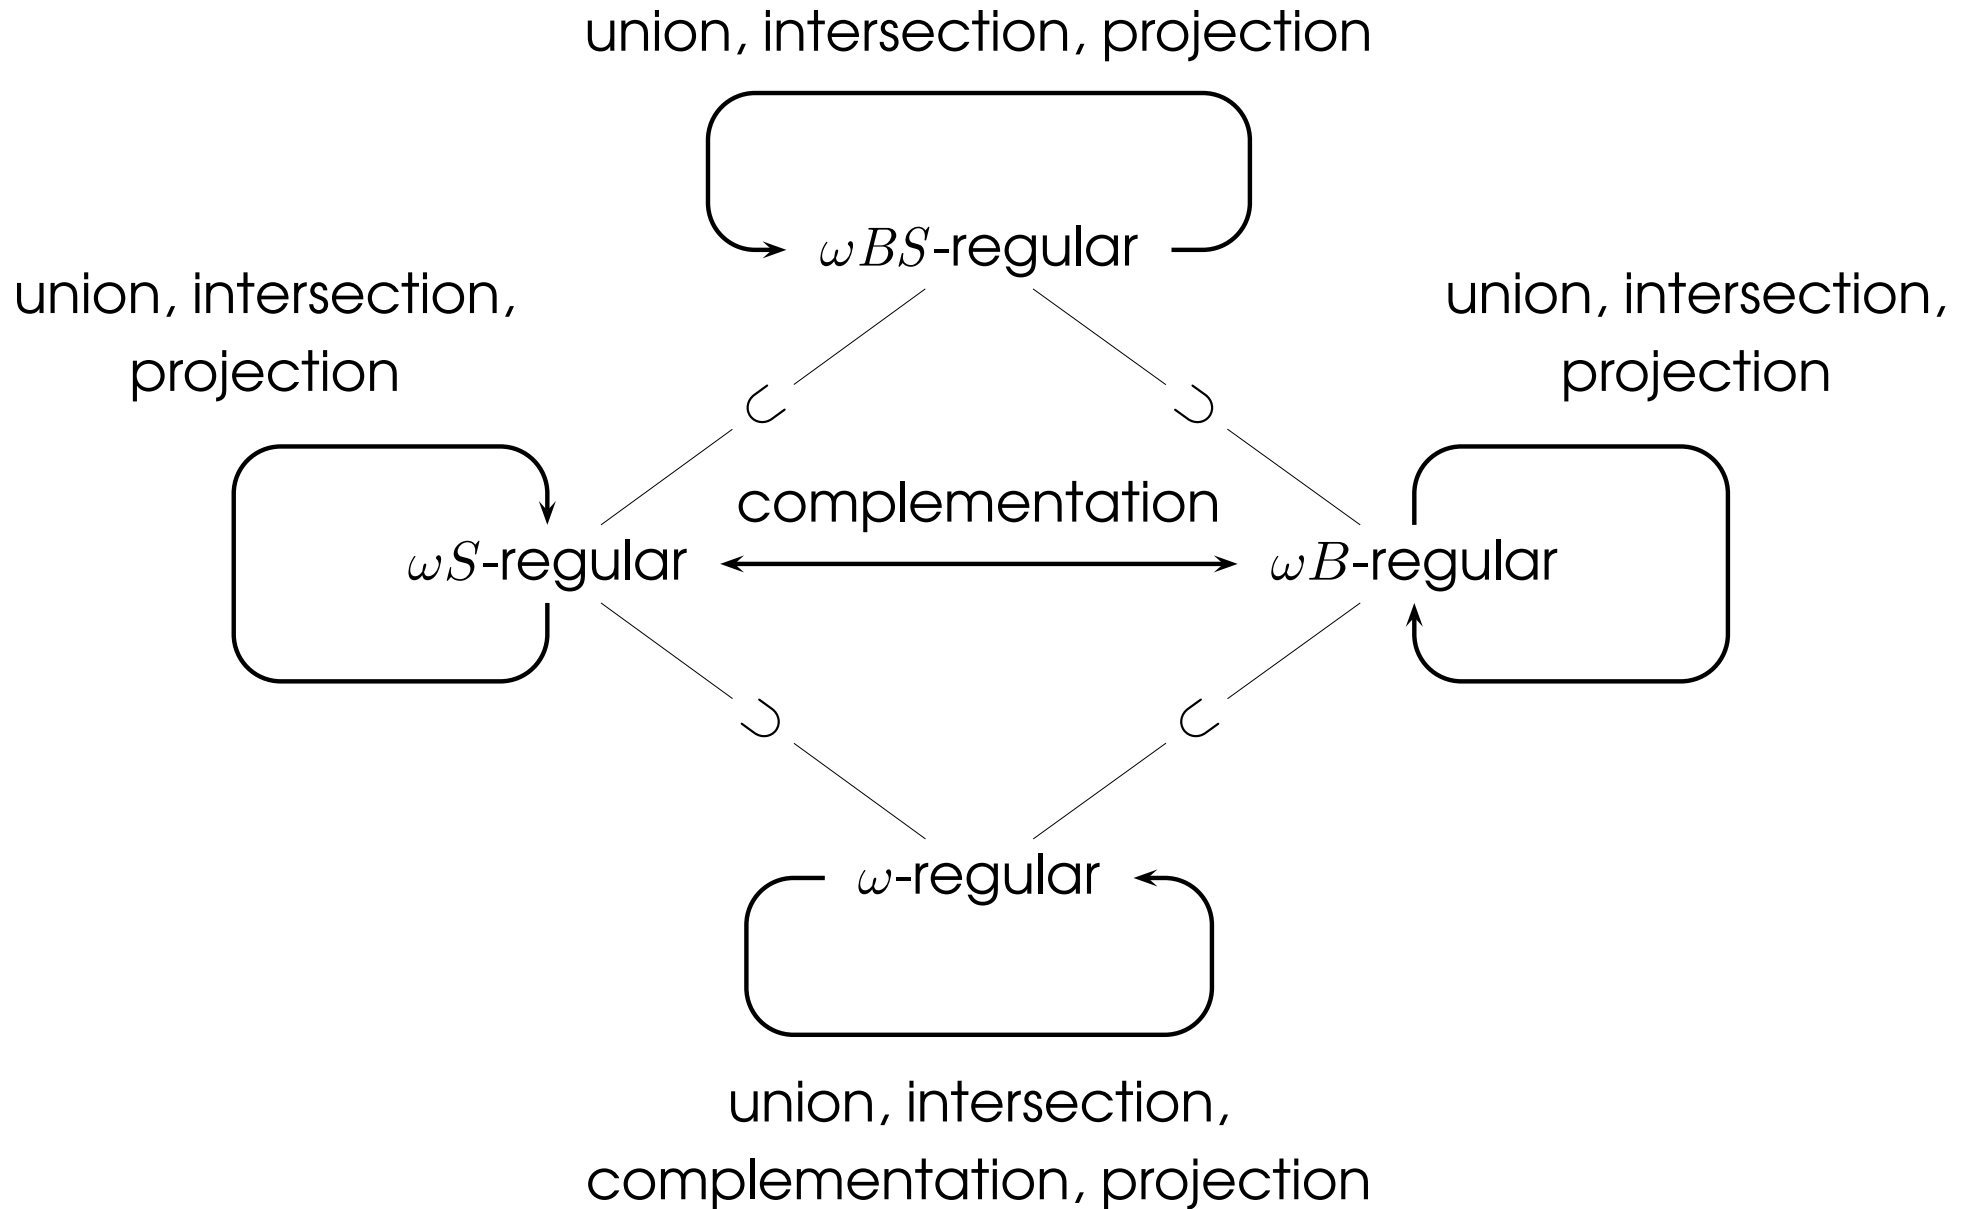 union, intersection, projection
ωBS-regular
union, intersection,
projection
union, intersection,
projection
⊂
⊂
complementation
ωS-regular
ωB-regular
⊂
⊂
ω-regular
union, intersection,
complementation, projection